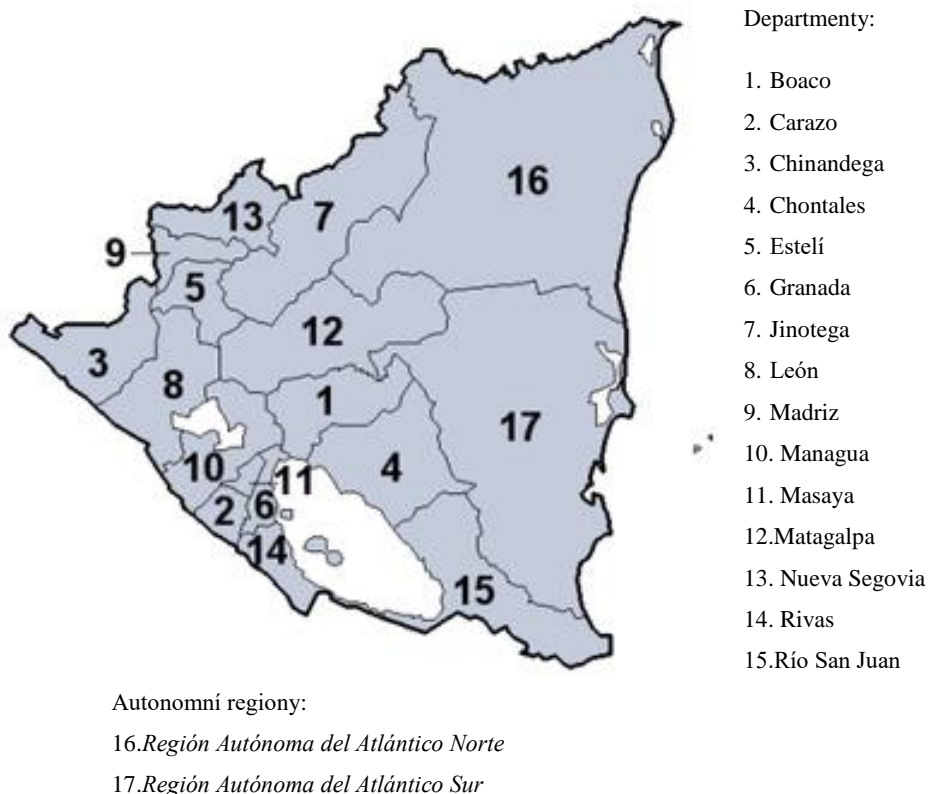 Departmenty:
1. Boaco
2. Carazo
3. Chinandega
4. Chontales
5. Estelí
6. Granada
7. Jinotega
8. León
9. Madriz
10. Managua
11. Masaya
12.Matagalpa
13. Nueva Segovia
14. Rivas
15.Río San Juan
16
13
7
9
5
12
3
8
1
17
10
11
4
2
6
14
15
Autonomní regiony:
16.Región Autónoma del Atlántico Norte
17.Región Autónoma del Atlántico Sur